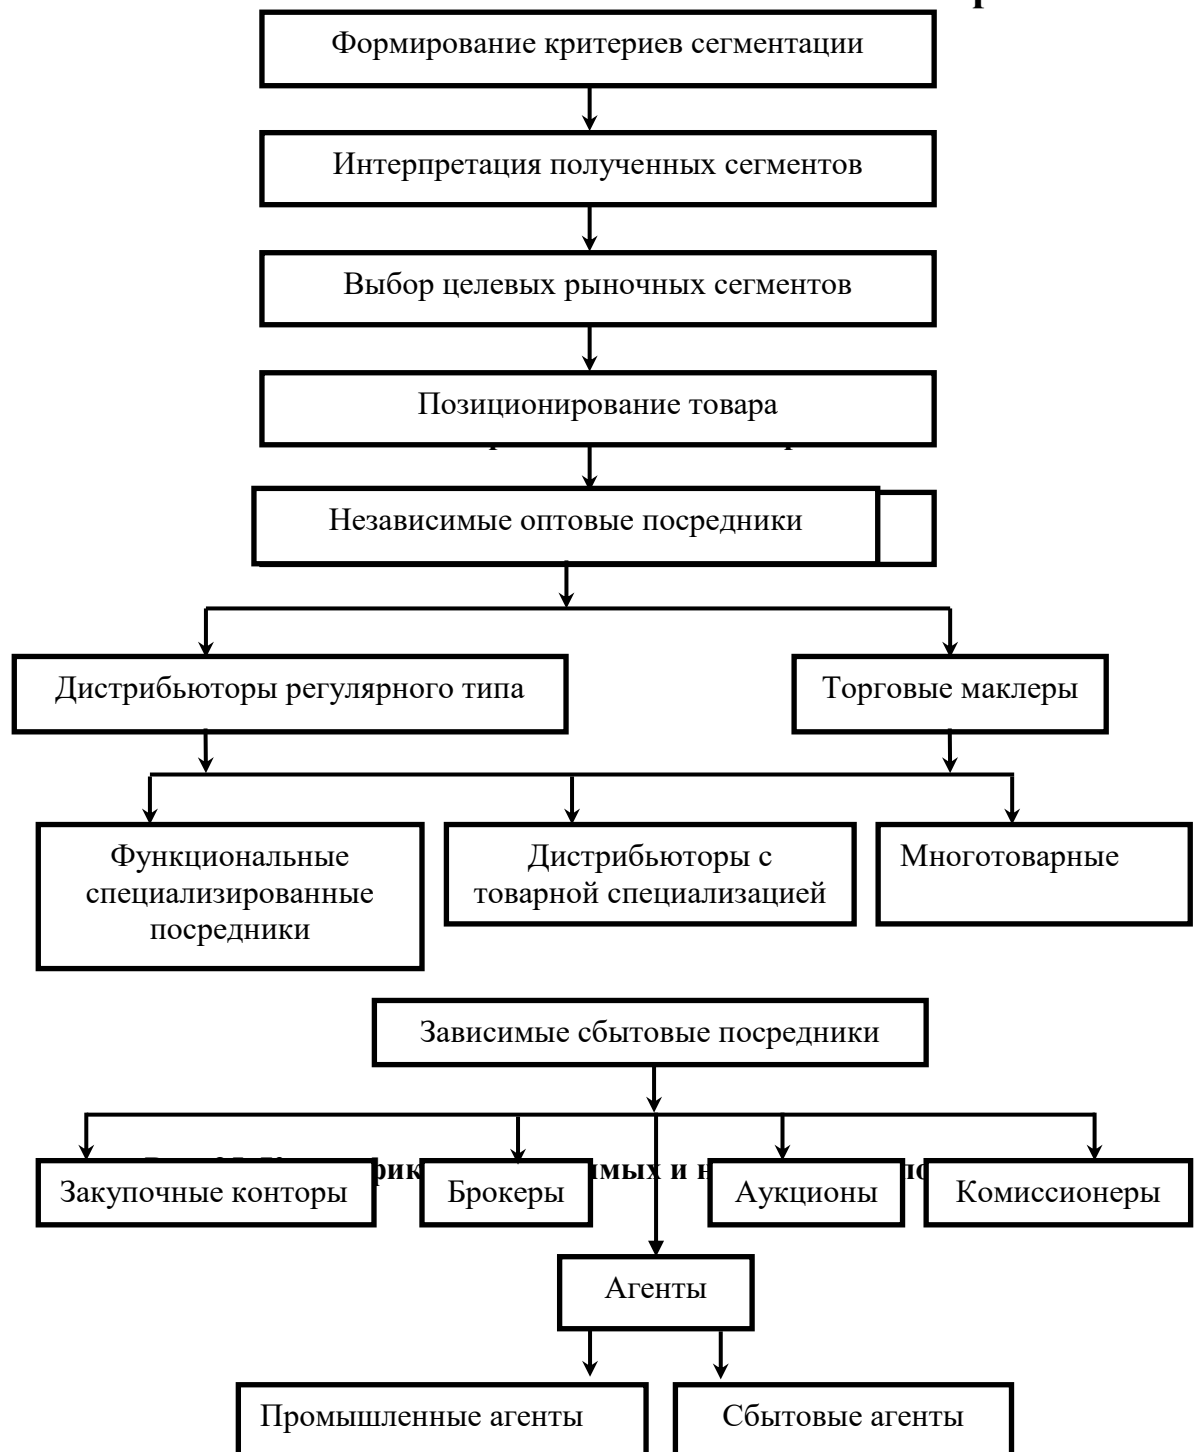 Формирование критериев сегментации
Интерпретация полученных сегментов
Выбор целевых рыночных сегментов
Позиционирование товара
Независимые оптовые посредники
Дистрибьюторы регулярного типа
Торговые маклеры
Функциональные
специализированные
посредники
Дистрибьюторы с
товарной специализацией
Многотоварные
Зависимые сбытовые посредники
Закупочные конторы
Брокеры
Аукционы
Комиссионеры
Агенты
Промышленные агенты
Сбытовые агенты